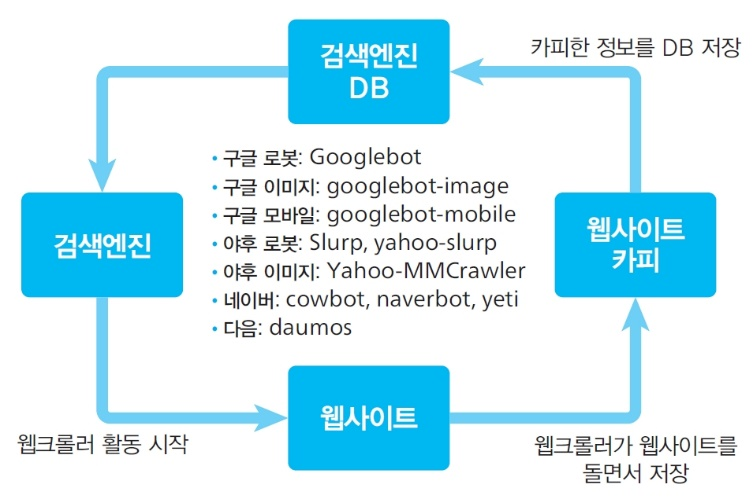 검색엔진
DB
카피한 정보를 DB 저장
• 구글 로봇: Googlebot
• 구글 이미지: googlebot-image
• 구글 모바일: googlebot-mobile
• 야후 로봇: Slurp, yahoo-slurp
• 야후 이미지: Yahoo-MMCrawler
• 네이버: cowbot, naverbot, yeti
• 다음: daumos
검색엔진
웹사이트
카피
웹사이트
웹크롤러 활동 시작
웹크롤러가 웹사이트를
돌면서 저장